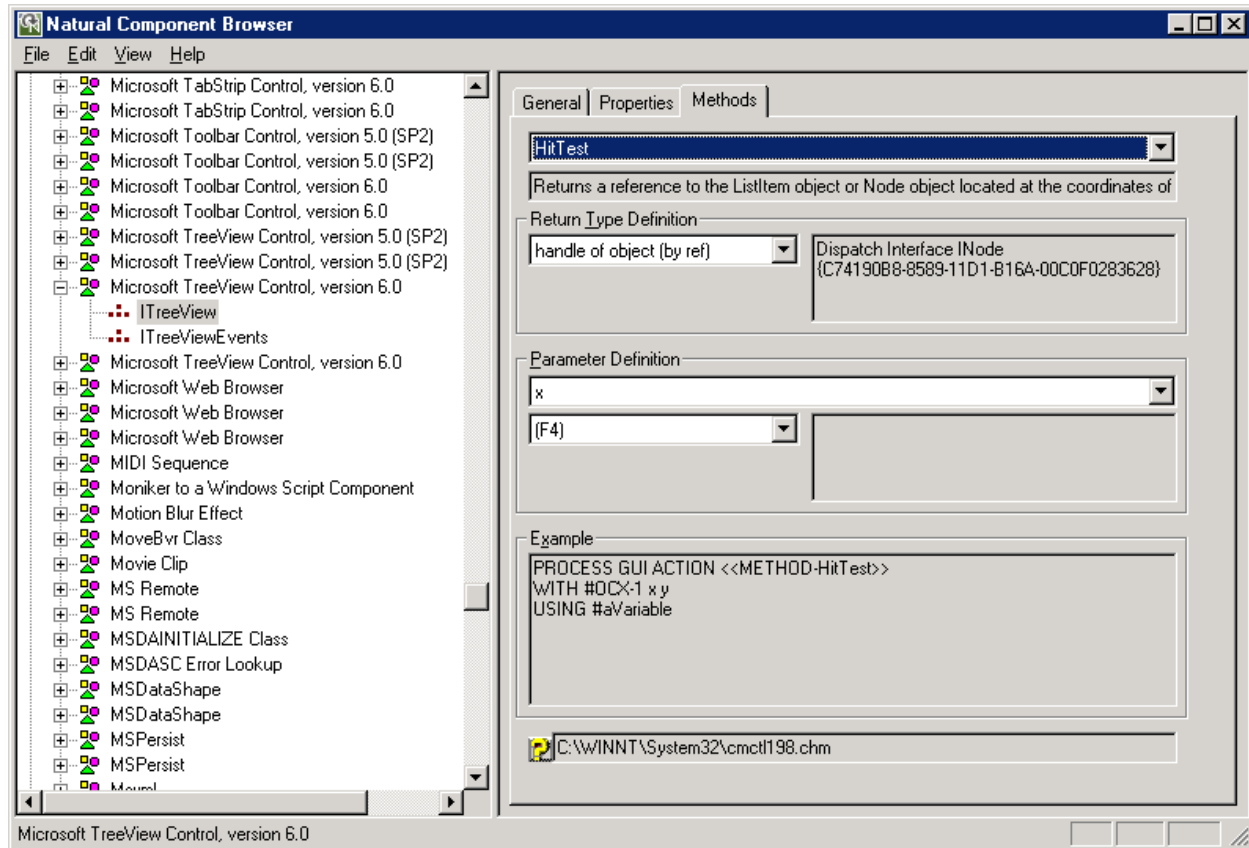 Natural Component Browser
File Edit View Help
Microsoft TabStrip Control, version 6.0
Microsoft TabStrip Control, version 6.0
Microsoft Toolbar Control, version 5.0 (SP2)
Microsoft Toolbar Control, version 5.0 (SP2)
Microsoft Toolbar Control, version 6.0
Microsoft Toolbar Control, version 6.0
Microsoft TreeView Control, version 5.0 (SP2)
Microsoft TreeView Control, version 5.0 (SP2)
Microsoft TreeView Control, version 6.0
ITreeView
ITreeViewEvents
Microsoft TreeView Control, version 6.0
Microsoft Web Browser
Microsoft Web Browser
Microsoft Web Browser
MIDI Sequence
Moniker to a Windows Script Component
Motion Blur Effect
MoveBvr Class
Movie Clip
MS Remote
MS Remote
MSDAINITIALIZE Class
MSDASC Error Lookup
MSDataShape
MSDataShape
MSPersist
MSPersist
General Properties Methods
HitTest
Returns a reference to the ListItem object or Node object located at the coordinates of
Return Type Definition
handle of object (by ref)
Dispatch Interface INode
{C74190B8-8589-11D1-B16A-00C0F0283628}
Parameter Definition
x
(F4)
Example
PROCESS GUI ACTION <<METHOD-HitTest>>
WITH #OCX-1 x y
USING #aVariable
C:\WINNT\System32\cmctl198.chm
Microsoft TreeView Control, version 6.0